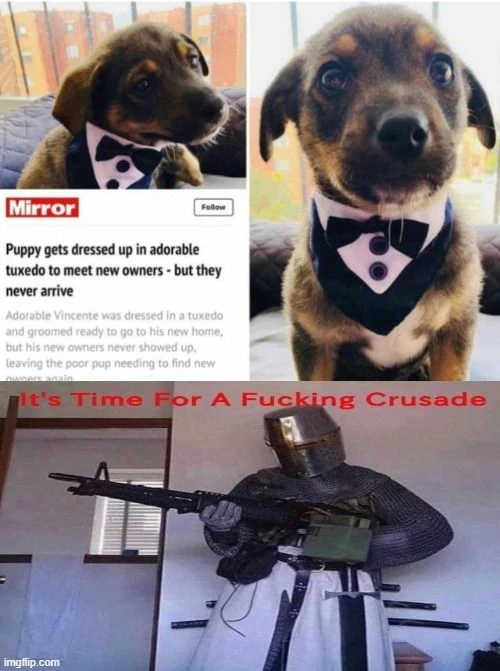 Mirror
Follow
Puppy gets dressed up in adorable
tuxedo to meet new owners - but they
never arrive
Adorable Vincente was dressed in a tuxedo
and groomed ready to go to his new home,
but his new owners never showed up,
leaving the poor pup needing to find new
owners again
It's Time For A Fucking Crusade
imgflip.com